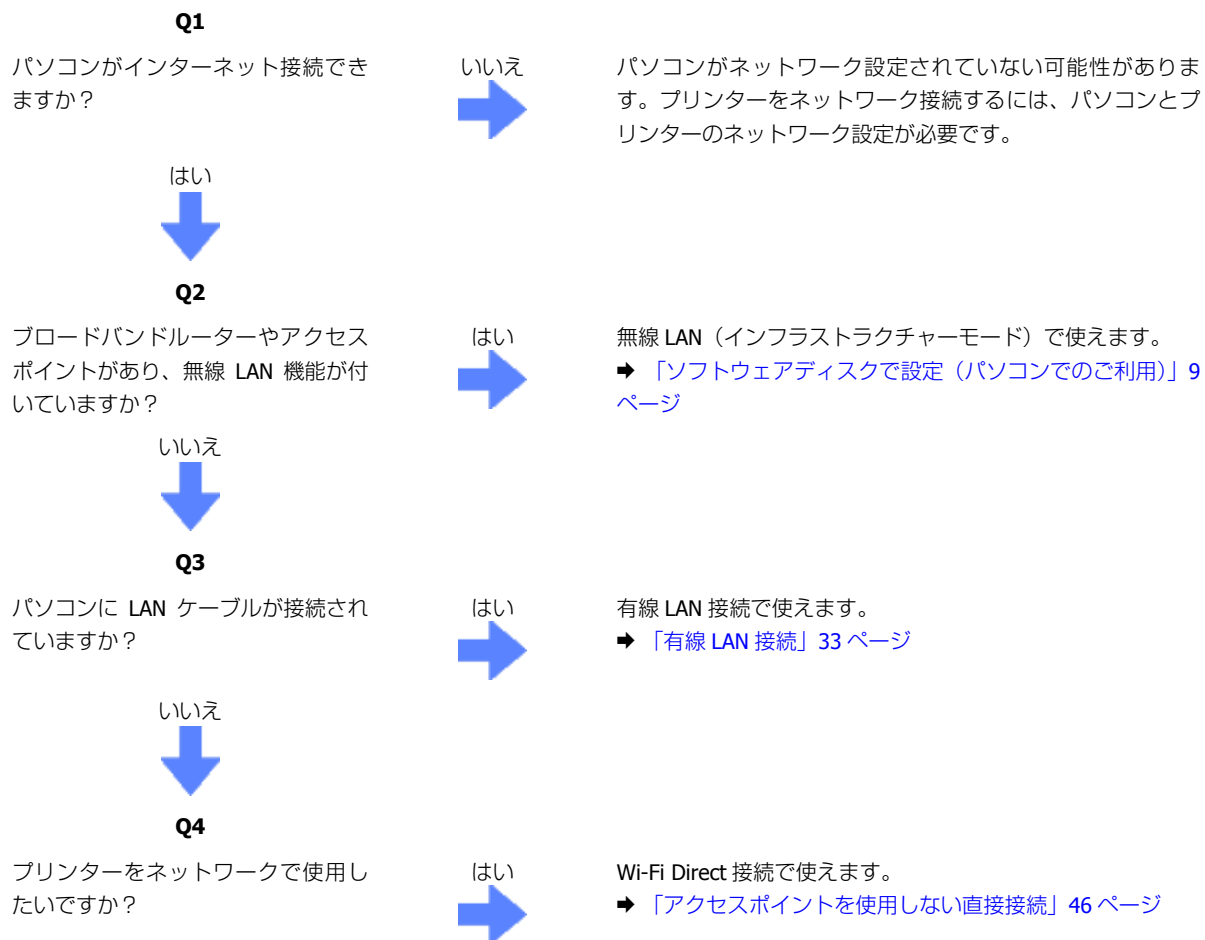 Q1
パソコンがインターネット接続でき
ますか？
いいえ
パソコンがネットワーク設定されていない可能性がありま
す。プリンターをネットワーク接続するには、パソコンとプ
リンターのネットワーク設定が必要です。
はい
Q2
ブロードバンドルーターやアクセス
ポイントがあり、無線 LAN 機能が付
いていますか？
はい
無線 LAN（インフラストラクチャーモード）で使えます。
➡ 「ソフトウェアディスクで設定（パソコンでのご利用）」9
ページ
いいえ
Q3
パソコンに LAN ケーブルが接続され
ていますか？
はい
有線 LAN 接続で使えます。
➡ 「有線 LAN 接続」33 ページ
いいえ
Q4
プリンターをネットワークで使用し
たいですか？
はい
Wi-Fi Direct 接続で使えます。
➡ 「アクセスポイントを使用しない直接接続」46 ページ